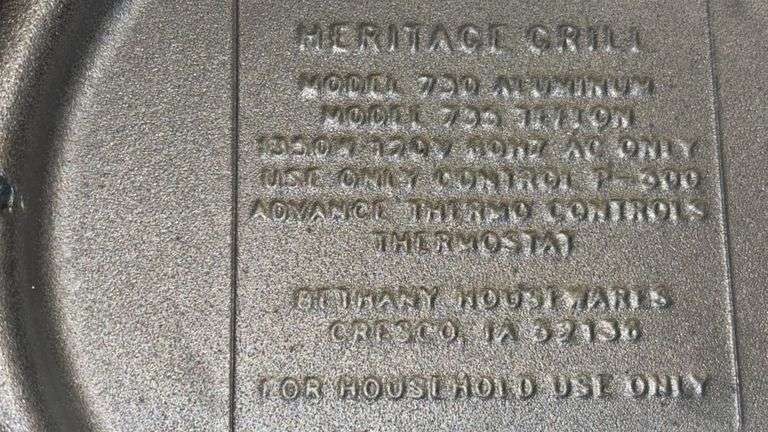 HERITAGE GRILL
MODEL 730 ALUMINUM
MODEL 735 TEFLON
1350W 120V 60HZ AC ONLY
USE ONLY CONTROL P-300
ADVANCE THERMO CONTROLS
THERMOSTAT
BETHANY HOUSEWARES
CRESCO, IA 52136
FOR HOUSEHOLD USE ONLY